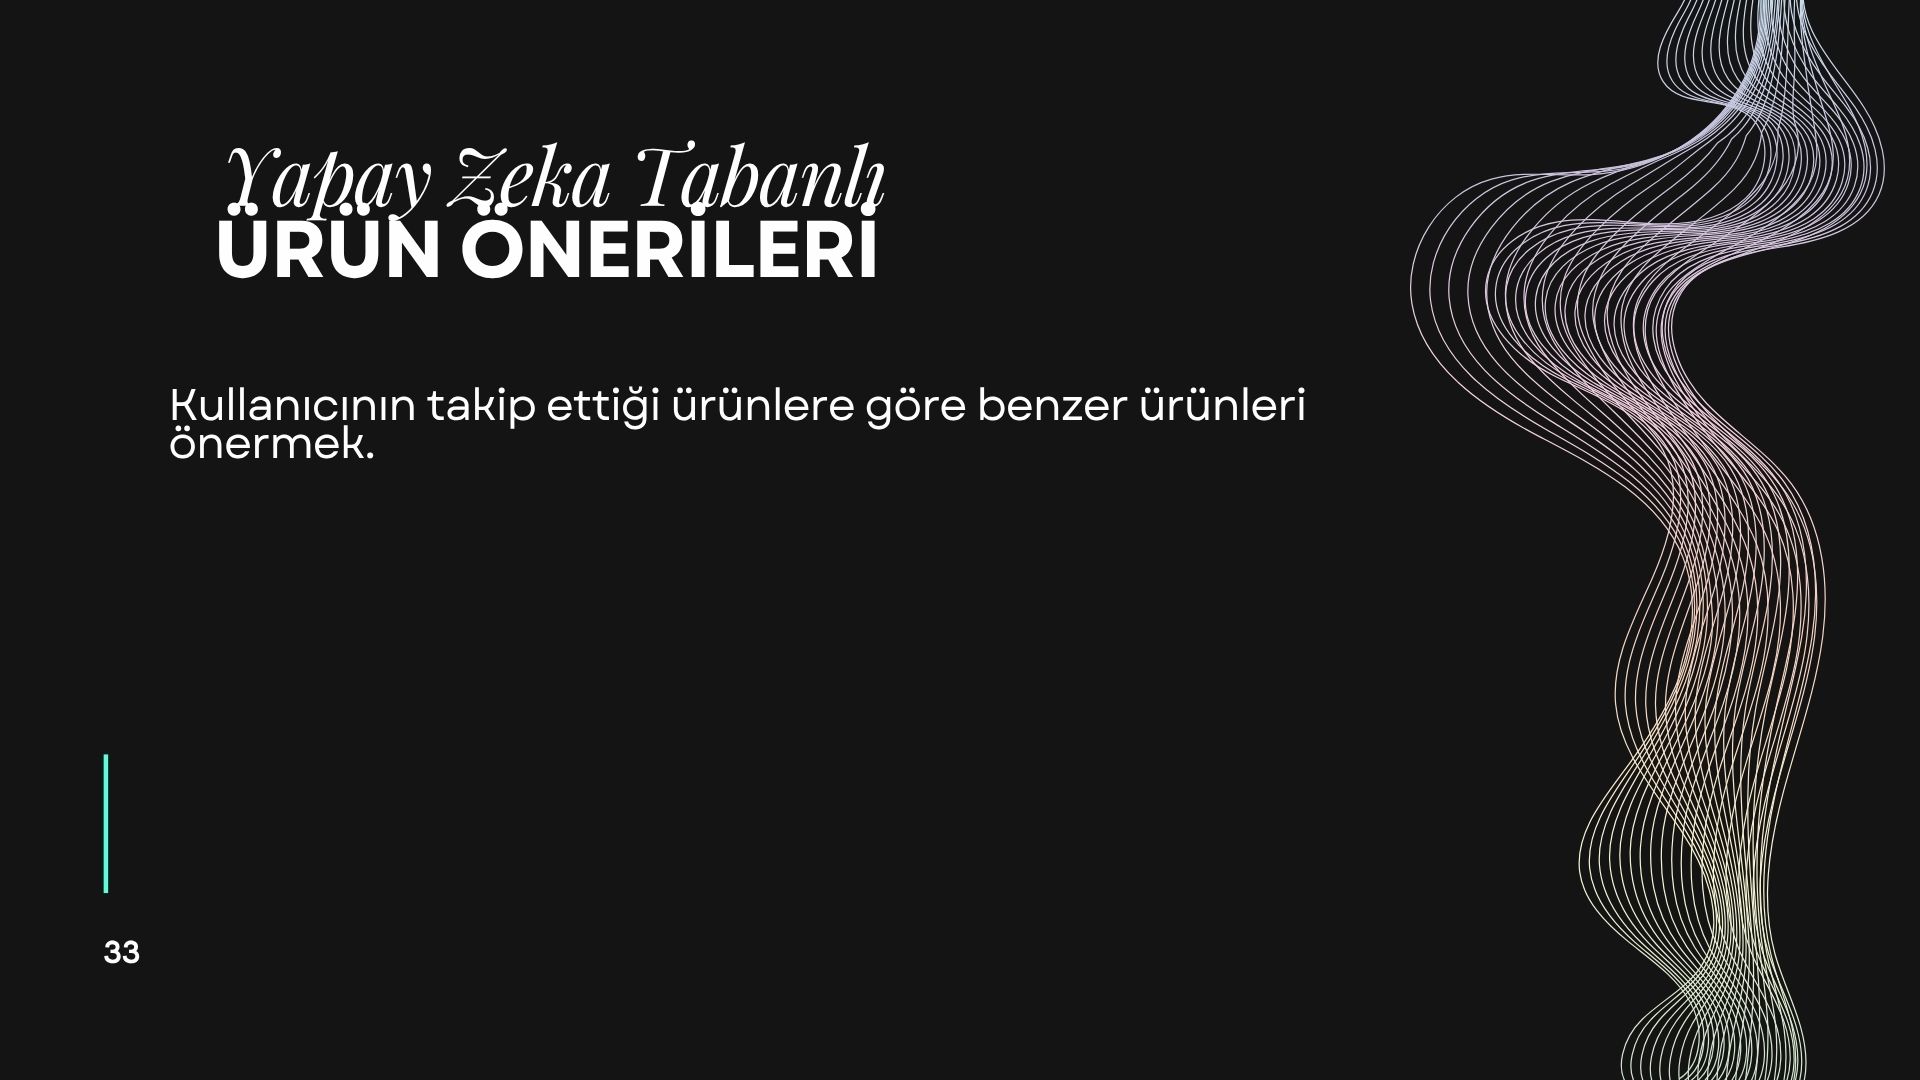 Yapay Zeka Tabanlı
ÜRÜN ÖNERİLERİ
Kullanıcının takip ettiği ürünlere göre benzer ürünleri
önermek.
33